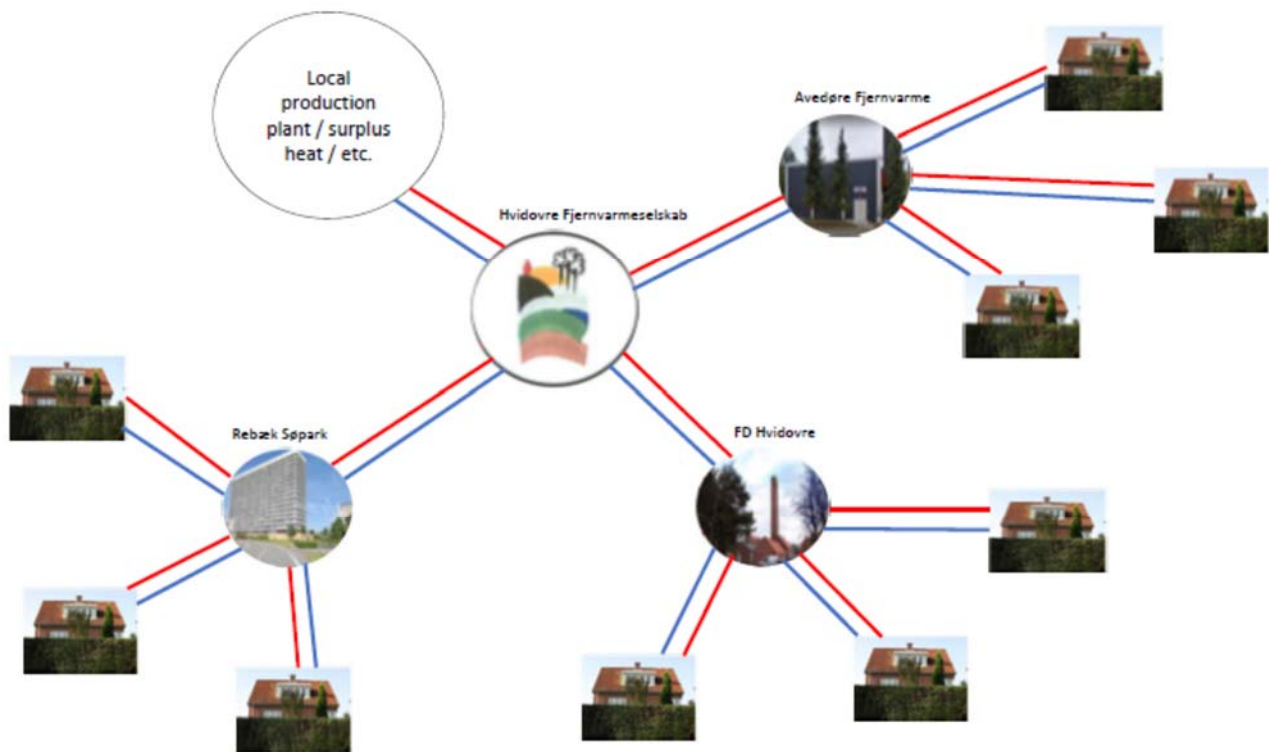 Local
production
plant / surplus
heat / etc.
Avedøre Fjernvarme
Hvidovre Fjernvarmeselskab
Rebæk Søpark
FD Hvidovre